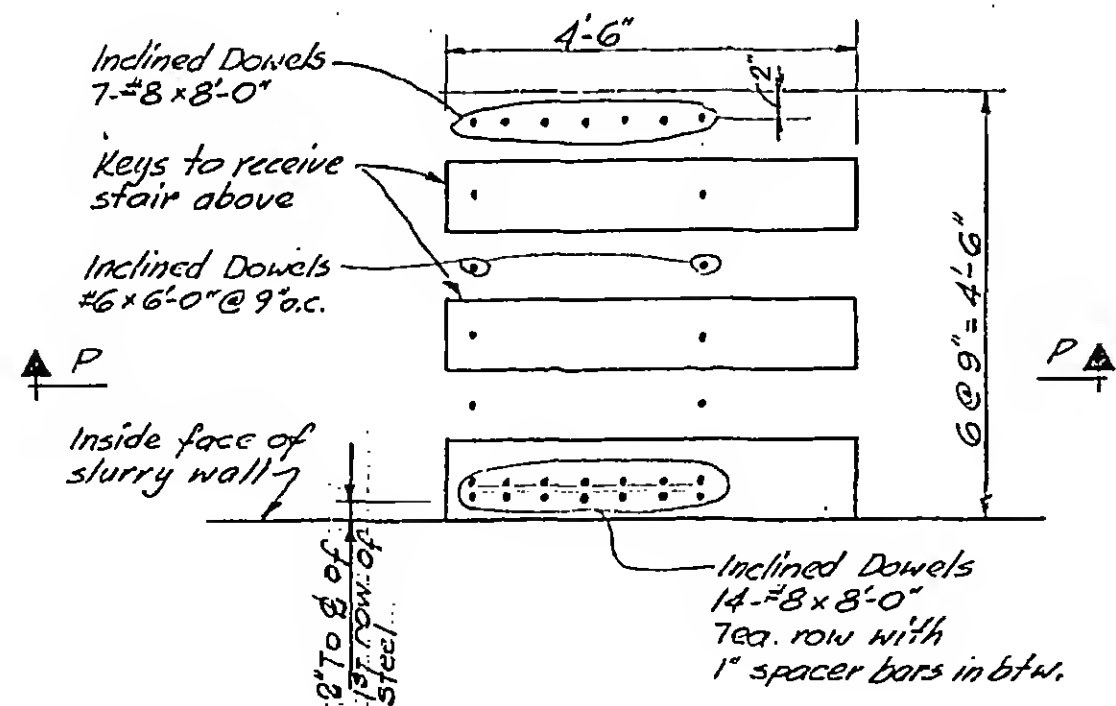 4'-6"
Inclined Dowels
7-#8 x 8'-0"
2"
Keys to receive
stair above
Inclined Dowels
#6 x 6'-0" @ 9" o.c.
6 @ 9" = 4'-6"
P
P
Inside face of
slurry wall
2" To ℄ of
1st row of
steel
Inclined Dowels
14-#8 x 8'-0"
7 ea. row with
1" spacer bars in btw.